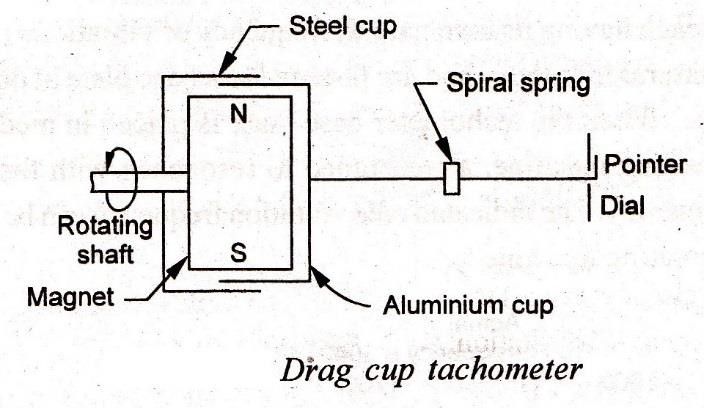 Steel cup
Spiral spring
N
Pointer
Dial
Rotating
shaft
S
Magnet
Aluminium cup
Drag cup tachometer